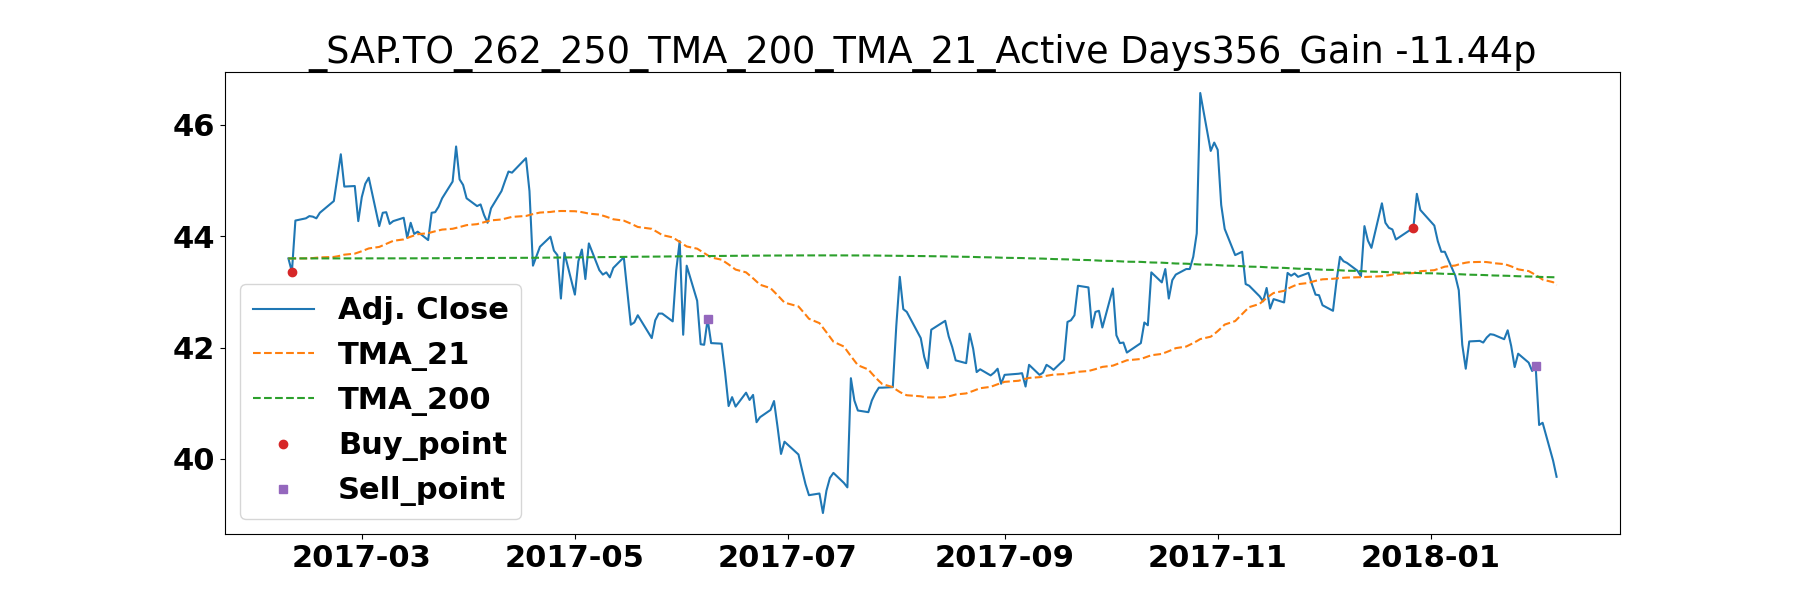 _SAP.TO_262_250_TMA_200_TMA_21_Active Days356_Gain -11.44p
46
44
42
40
Adj. Close
TMA_21
TMA_200
Buy_point
Sell_point
2017-03 2017-05 2017-07 2017-09 2017-11 2018-01